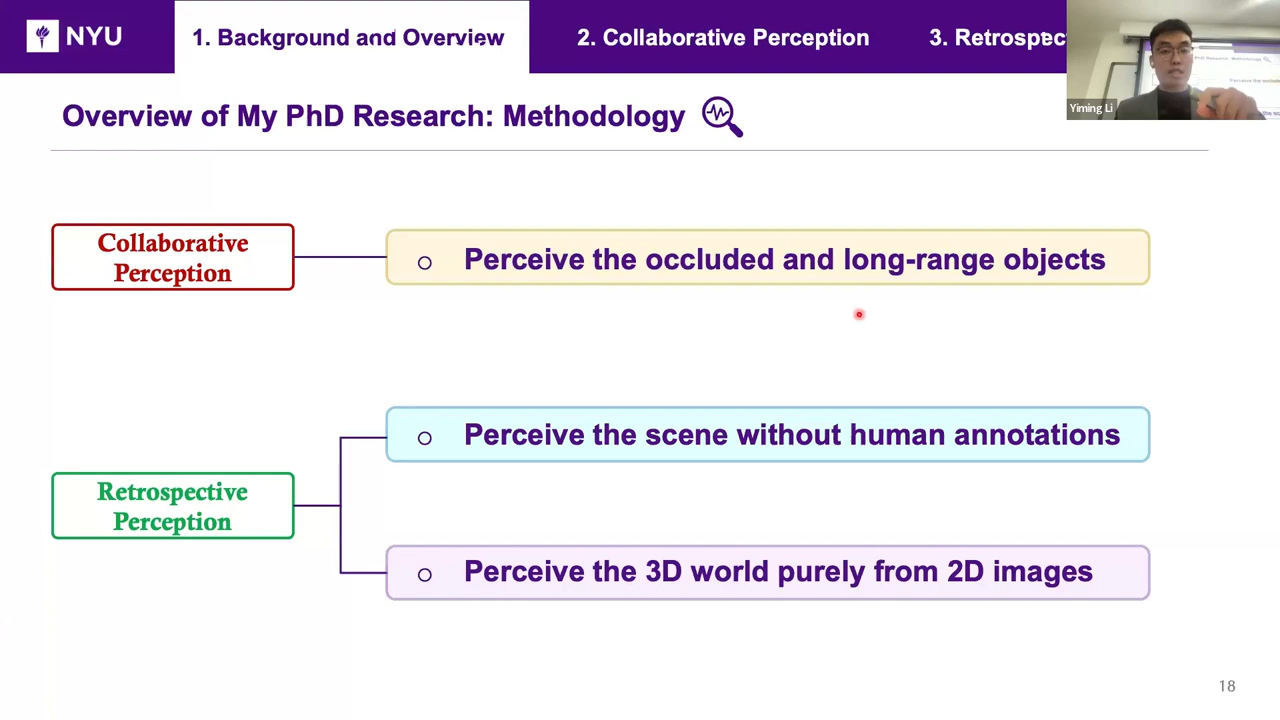 NYU
1. Background and Overview
2. Collaborative Perception
3. Retrospec
Yiming Li
Overview of My PhD Research: Methodology
Collaborative
Perception
Perceive the occluded and long-range objects
Perceive the scene without human annotations
Retrospective
Perception
Perceive the 3D world purely from 2D images
18